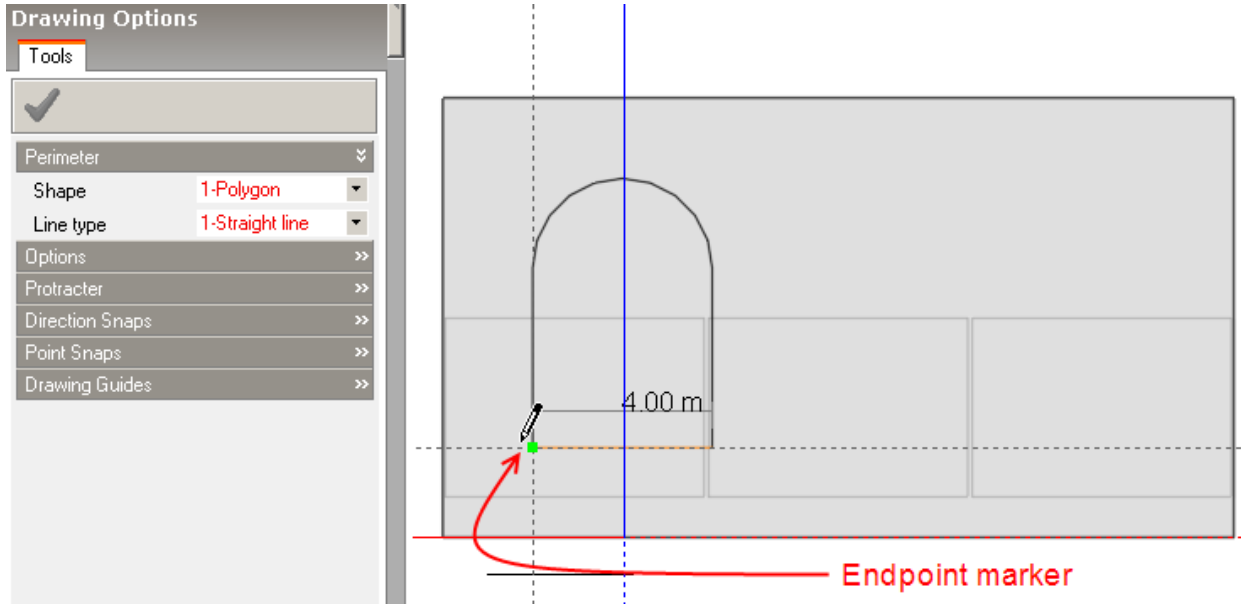 Drawing Options
Tools
Perimeter
Shape 1-Polygon
Line type 1-Straight line
Options
Protracter
Direction Snaps
Point Snaps
Drawing Guides
4.00 m
Endpoint marker